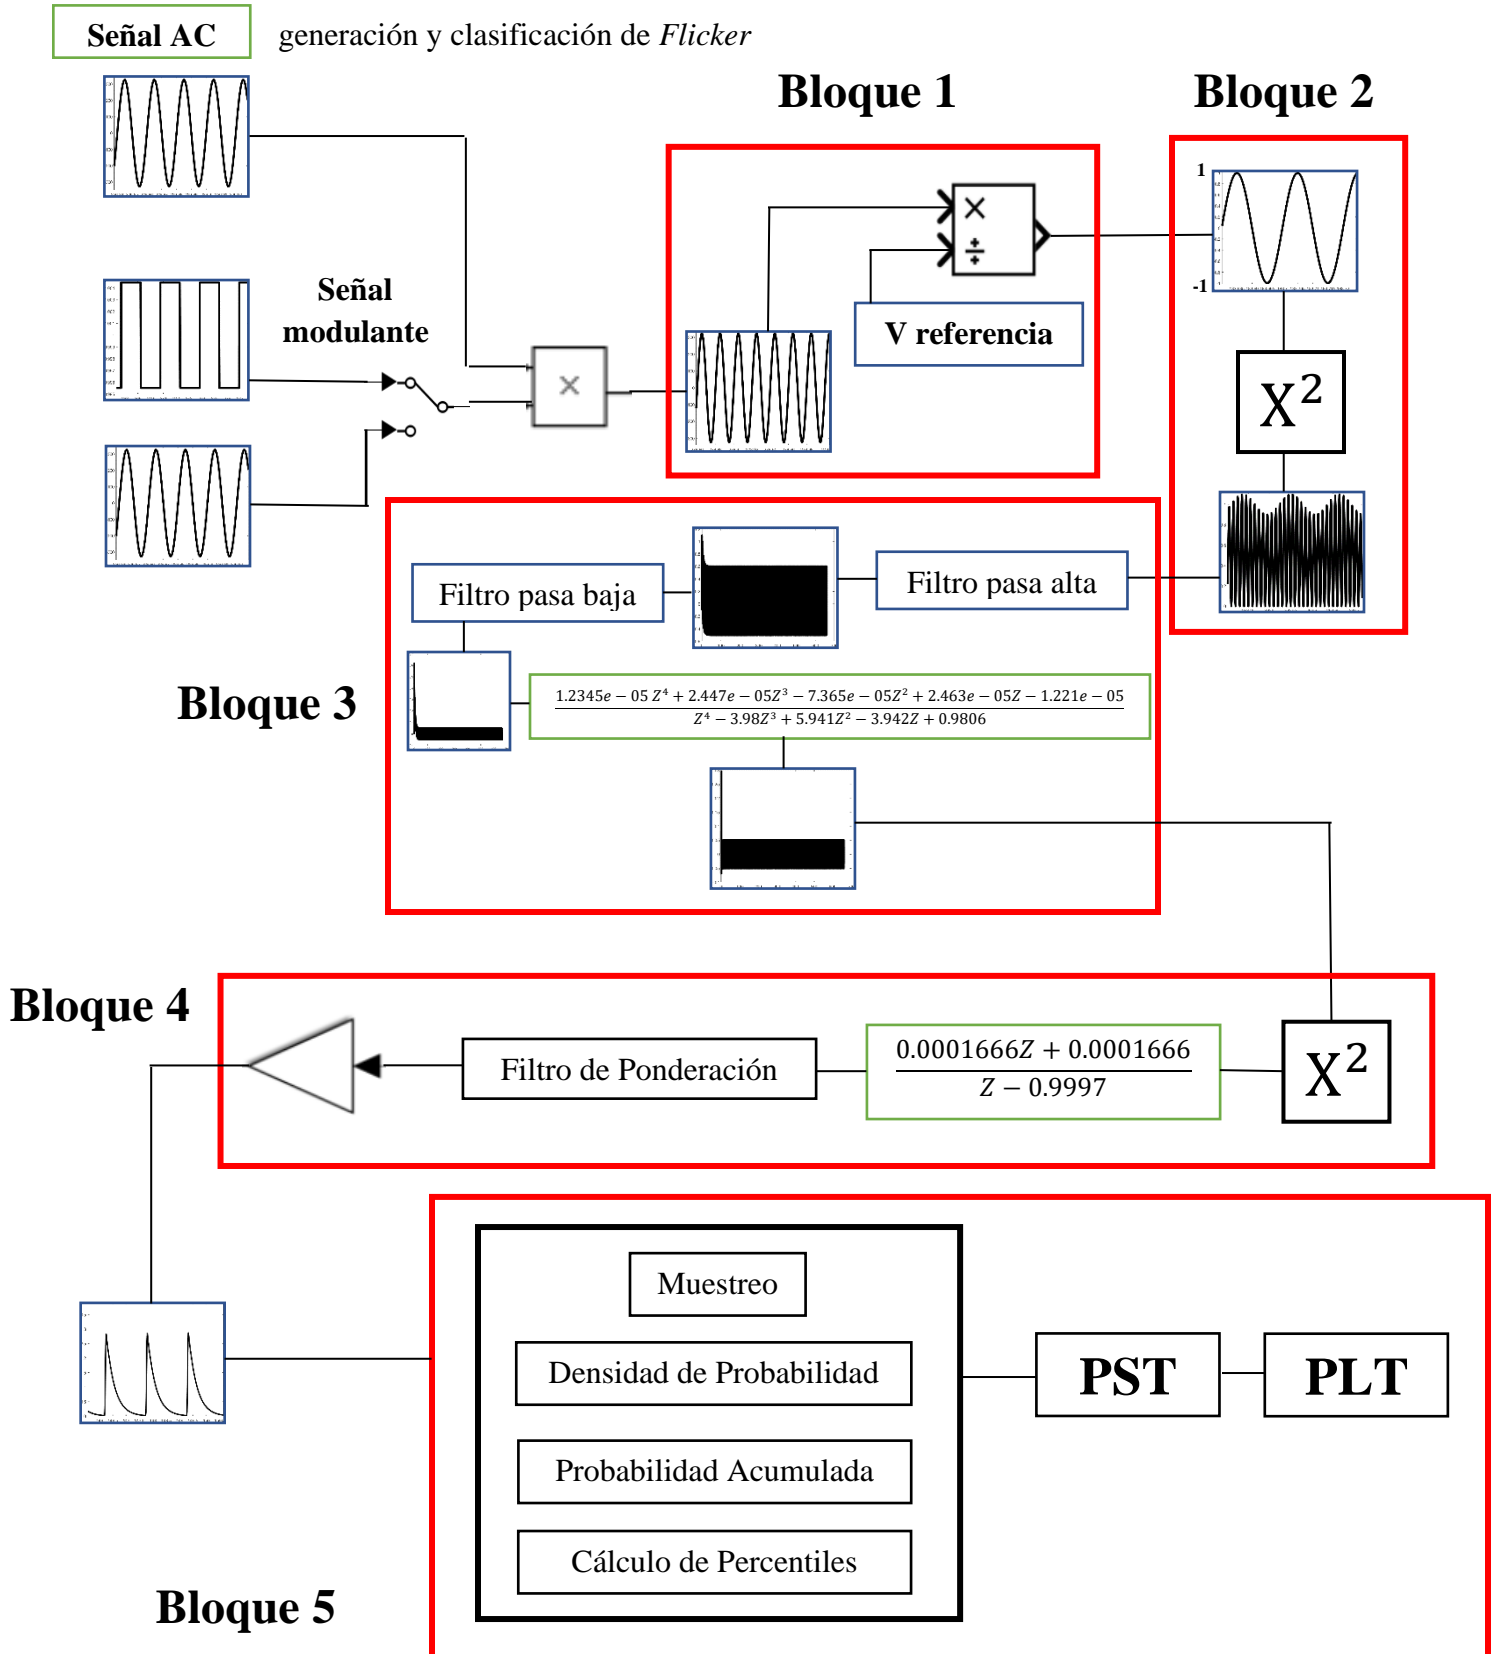 Señal AC
generación y clasificación de Flicker
Bloque 1
Bloque 2
1
-1
Señal
modulante
×
×
÷
V referencia
X²
Filtro pasa baja
Filtro pasa alta
Bloque 3
1.2345e − 05 Z⁴ + 2.447e − 05Z³ − 7.365e − 05Z² + 2.463e − 05Z − 1.221e − 05
Z⁴ − 3.98Z³ + 5.941Z² − 3.942Z + 0.9806
Bloque 4
Filtro de Ponderación
0.0001666Z + 0.0001666
Z − 0.9997
X²
Muestreo
Densidad de Probabilidad
PST
PLT
Probabilidad Acumulada
Cálculo de Percentiles
Bloque 5